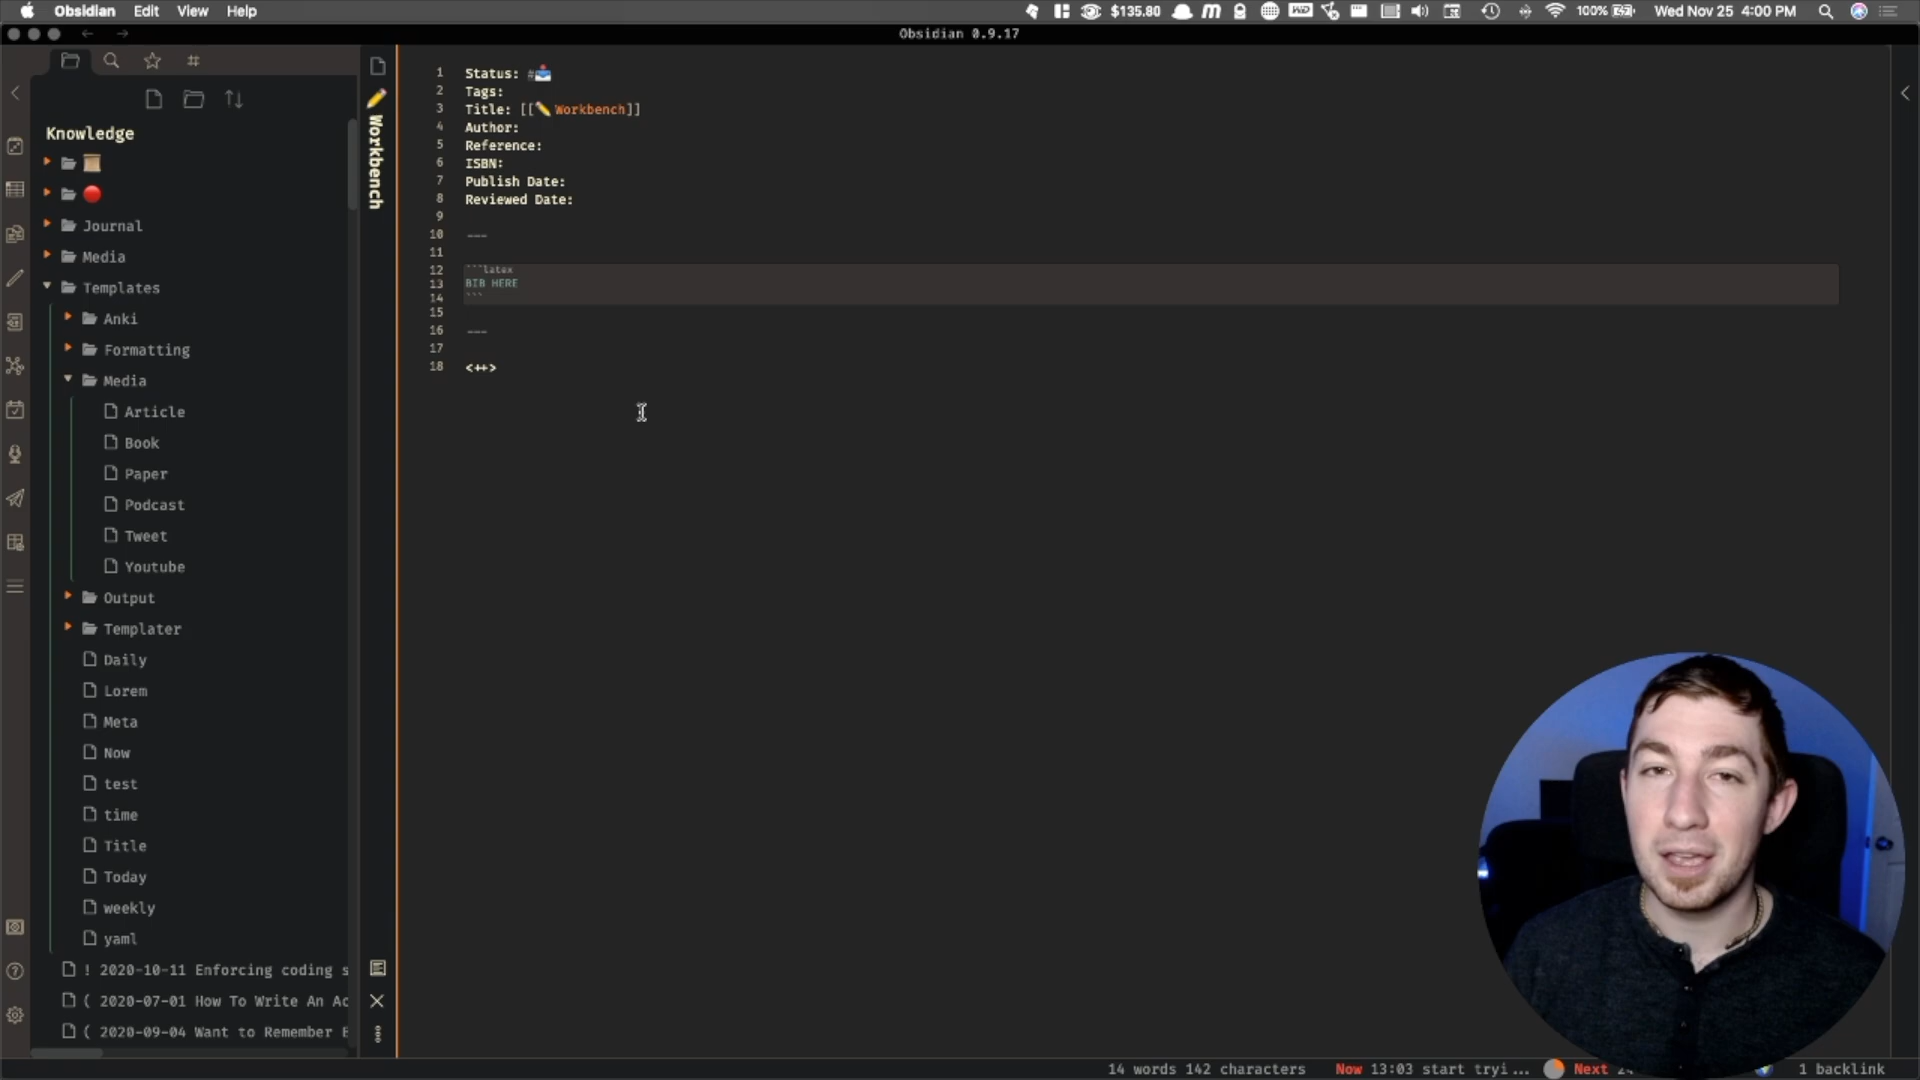 Obsidian Edit View Help
$135.80
100%
Wed Nov 25 4:00 PM
Obsidian 0.9.17
Knowledge
Journal
Media
Templates
Anki
Formatting
Media
Article
Book
Paper
Podcast
Tweet
Youtube
Output
Templater
Daily
Lorem
Meta
Now
test
time
Title
Today
weekly
yaml
! 2020-10-11 Enforcing coding s
( 2020-07-01 How To Write An Ac
( 2020-09-04 Want to Remember E
✏️ Workbench
1 Status: #📥
2 Tags:
3 Title: [[✏️ Workbench]]
4 Author:
5 Reference:
6 ISBN:
7 Publish Date:
8 Reviewed Date:
9
10 ---
11
12 ```latex
13 BIB HERE
14 ```
15
16 ---
17
18 <++>
14 words 142 characters
Now 13:03 start tryi...
Next
1 backlink